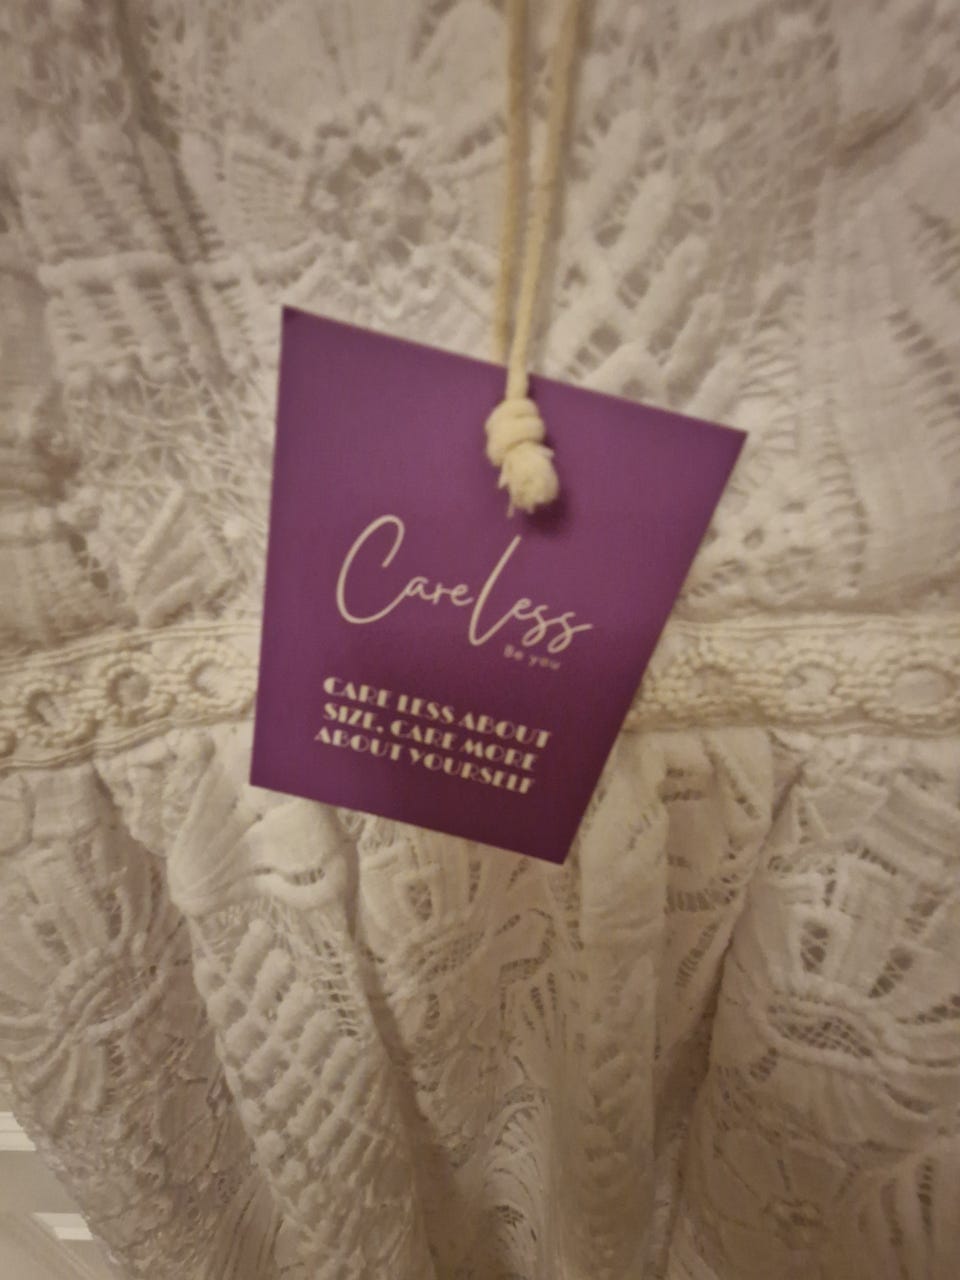 Careless
Be you
CARE LESS ABOUT
SIZE, CARE MORE
ABOUT YOURSELF